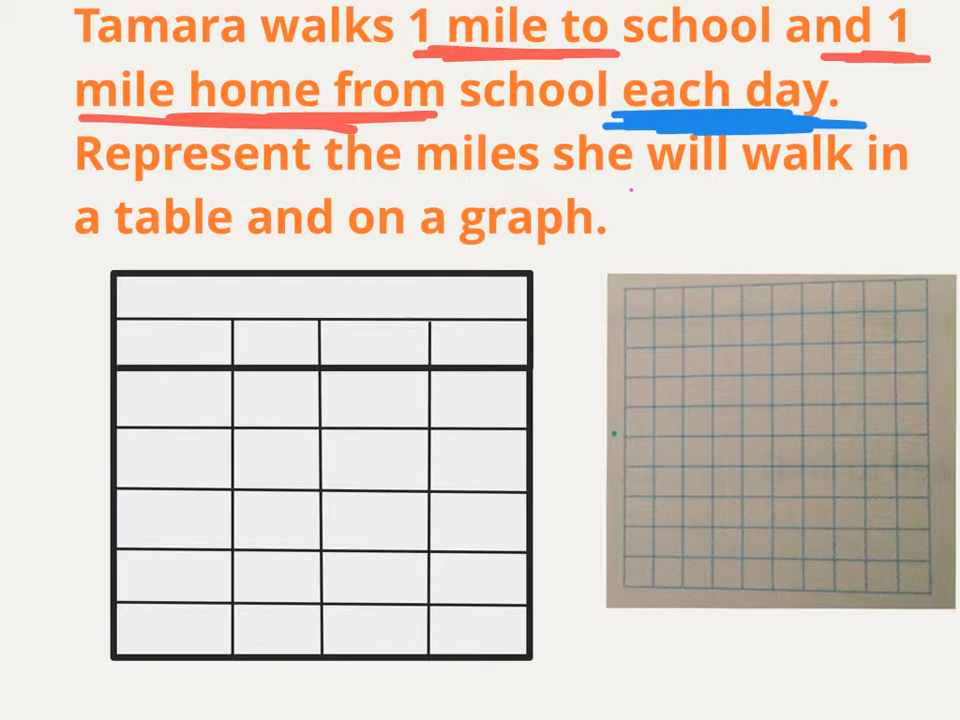 Tamara walks 1 mile to school and 1
mile home from school each day.
Represent the miles she will walk in
a table and on a graph.